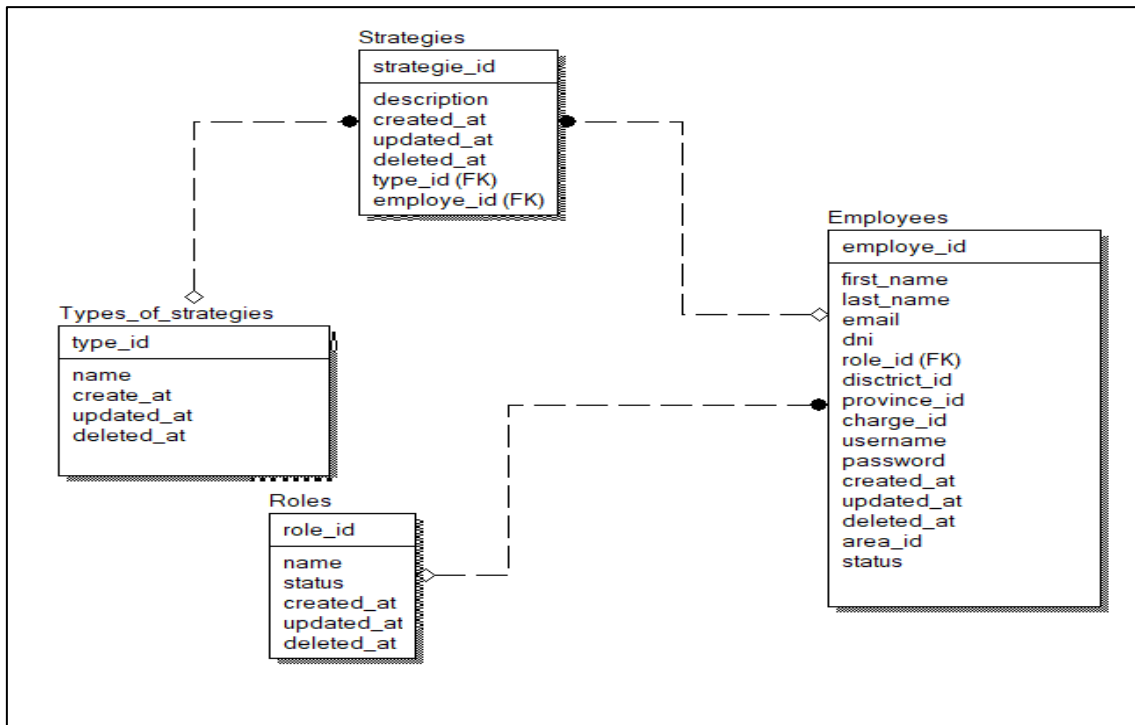 Strategies
strategie_id
description
created_at
updated_at
deleted_at
type_id (FK)
employe_id (FK)
Employees
employe_id
first_name
last_name
email
dni
role_id (FK)
disctrict_id
province_id
charge_id
username
password
created_at
updated_at
deleted_at
area_id
status
Types_of_strategies
type_id
name
create_at
updated_at
deleted_at
Roles
role_id
name
status
created_at
updated_at
deleted_at